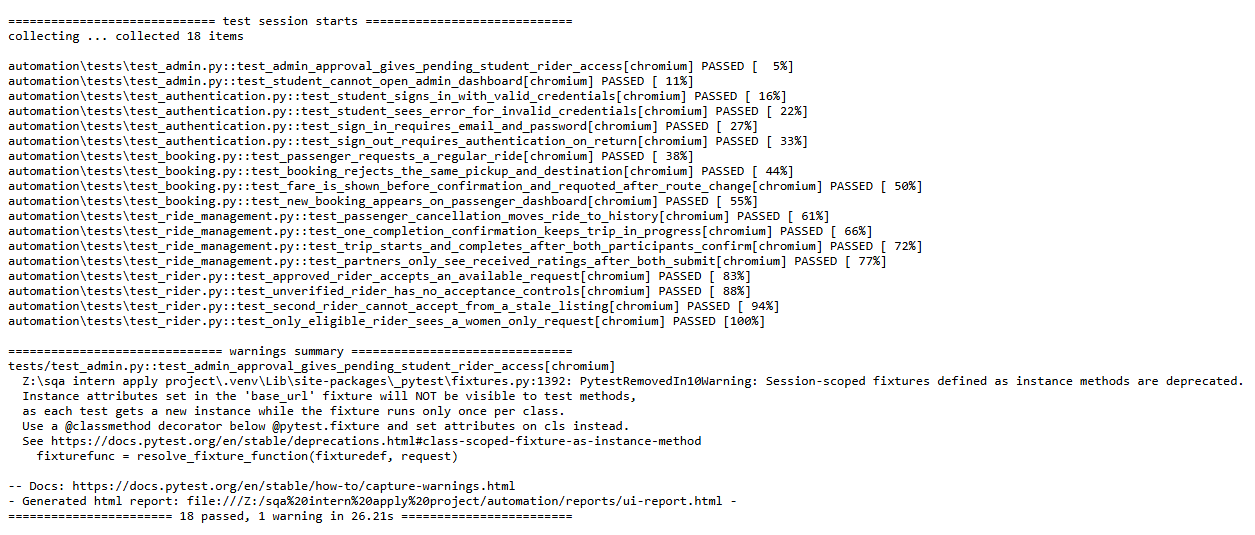 ============================= test session starts =============================
collecting ... collected 18 items
automation\tests\test_admin.py::test_admin_approval_gives_pending_student_rider_access[chromium] PASSED [  5%]
automation\tests\test_admin.py::test_student_cannot_open_admin_dashboard[chromium] PASSED [ 11%]
automation\tests\test_authentication.py::test_student_signs_in_with_valid_credentials[chromium] PASSED [ 16%]
automation\tests\test_authentication.py::test_student_sees_error_for_invalid_credentials[chromium] PASSED [ 22%]
automation\tests\test_authentication.py::test_sign_in_requires_email_and_password[chromium] PASSED [ 27%]
automation\tests\test_authentication.py::test_sign_out_requires_authentication_on_return[chromium] PASSED [ 33%]
automation\tests\test_booking.py::test_passenger_requests_a_regular_ride[chromium] PASSED [ 38%]
automation\tests\test_booking.py::test_booking_rejects_the_same_pickup_and_destination[chromium] PASSED [ 44%]
automation\tests\test_booking.py::test_fare_is_shown_before_confirmation_and_requoted_after_route_change[chromium] PASSED [ 50%]
automation\tests\test_booking.py::test_new_booking_appears_on_passenger_dashboard[chromium] PASSED [ 55%]
automation\tests\test_ride_management.py::test_passenger_cancellation_moves_ride_to_history[chromium] PASSED [ 61%]
automation\tests\test_ride_management.py::test_one_completion_confirmation_keeps_trip_in_progress[chromium] PASSED [ 66%]
automation\tests\test_ride_management.py::test_trip_starts_and_completes_after_both_participants_confirm[chromium] PASSED [ 72%]
automation\tests\test_ride_management.py::test_partners_only_see_received_ratings_after_both_submit[chromium] PASSED [ 77%]
automation\tests\test_rider.py::test_approved_rider_accepts_an_available_request[chromium] PASSED [ 83%]
automation\tests\test_rider.py::test_unverified_rider_has_no_acceptance_controls[chromium] PASSED [ 88%]
automation\tests\test_rider.py::test_second_rider_cannot_accept_from_a_stale_listing[chromium] PASSED [ 94%]
automation\tests\test_rider.py::test_only_eligible_rider_sees_a_women_only_request[chromium] PASSED [100%]
============================== warnings summary ===============================
tests/test_admin.py::test_admin_approval_gives_pending_student_rider_access[chromium]
  Z:\sqa intern apply project\.venv\Lib\site-packages\_pytest\fixtures.py:1392: PytestRemovedIn10Warning: Session-scoped fixtures defined as instance methods are deprecated.
  Instance attributes set in the 'base_url' fixture will NOT be visible to test methods,
  as each test gets a new instance while the fixture runs only once per class.
  Use a @classmethod decorator below @pytest.fixture and set attributes on cls instead.
  See https://docs.pytest.org/en/stable/deprecations.html#class-scoped-fixture-as-instance-method
    fixturefunc = resolve_fixture_function(fixturedef, request)
-- Docs: https://docs.pytest.org/en/stable/how-to/capture-warnings.html
- Generated html report: file:///Z:/sqa%20intern%20apply%20project/automation/reports/ui-report.html -
======================= 18 passed, 1 warning in 26.21s ========================